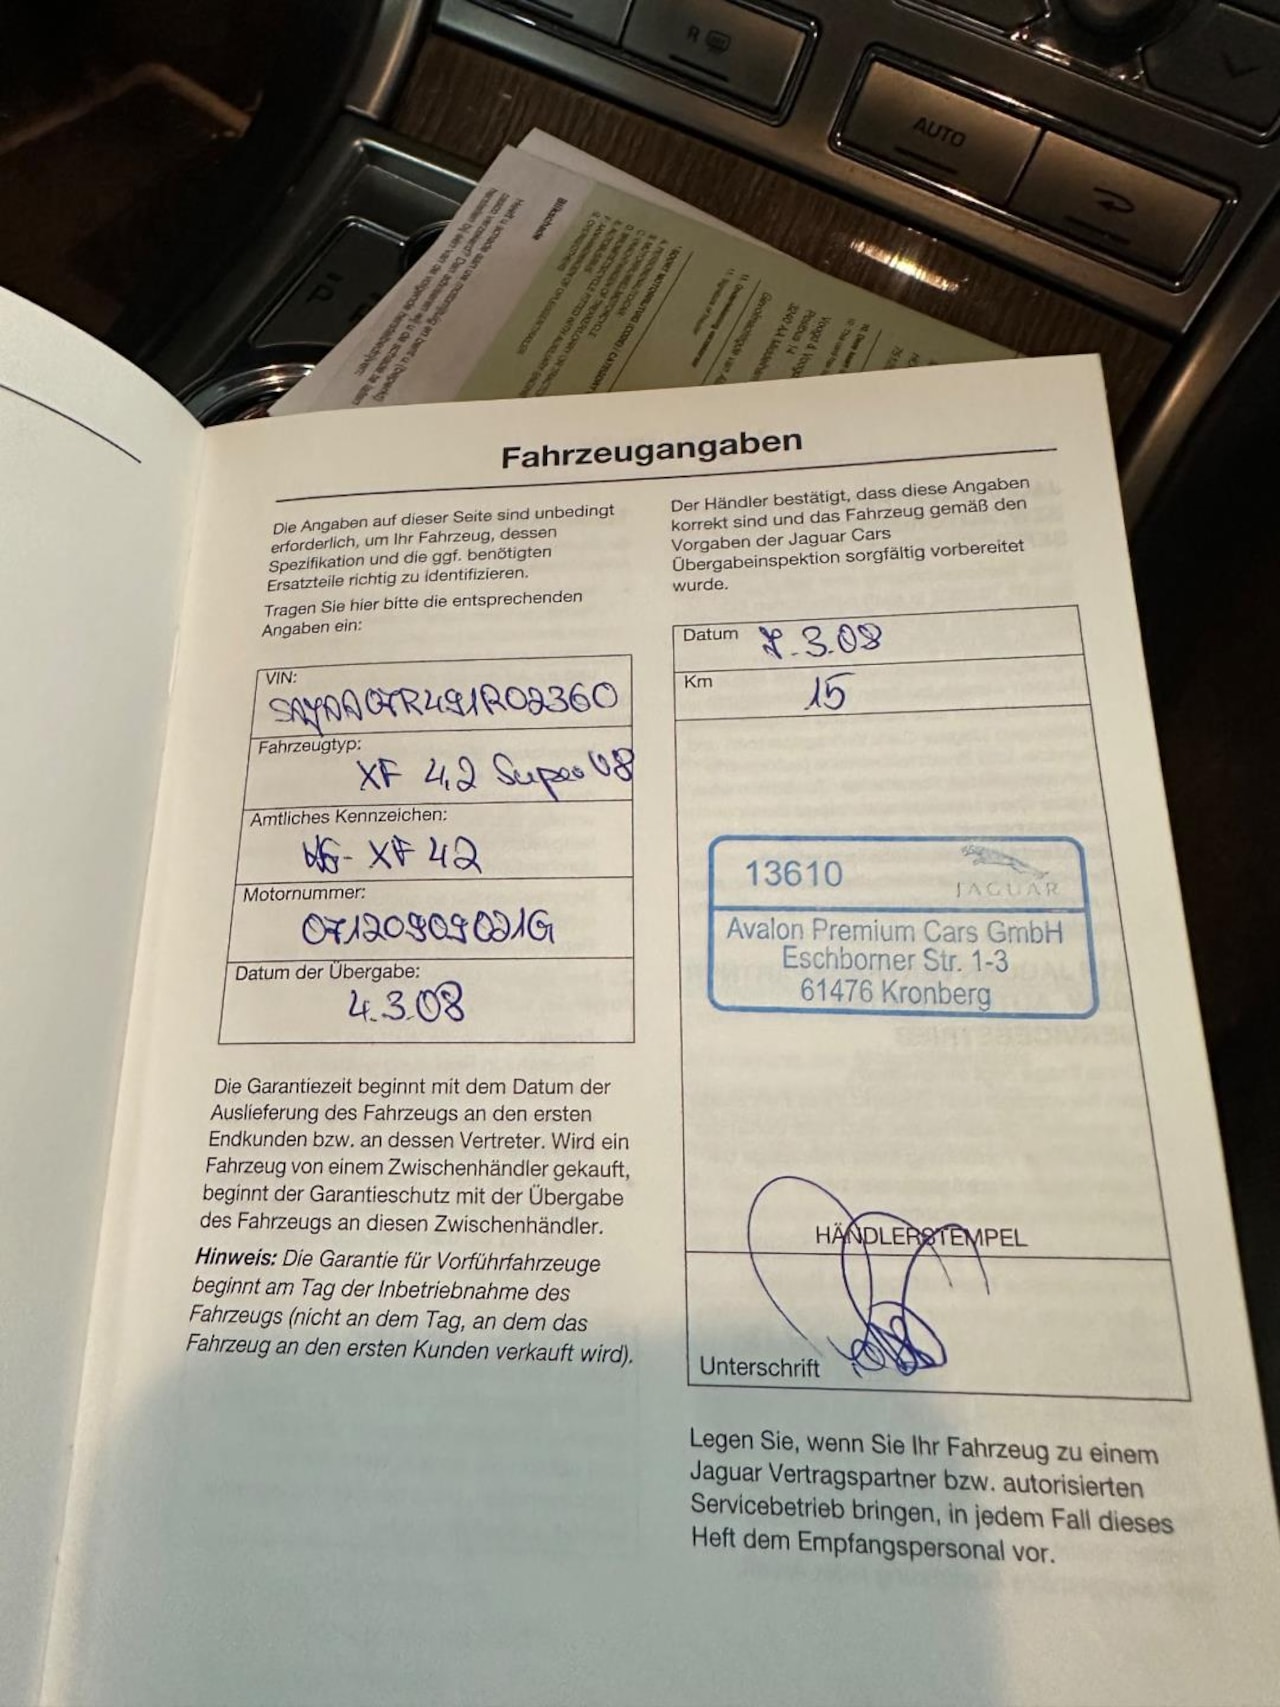 R
AUTO
Blikschade
Fahrzeugangaben
Die Angaben auf dieser Seite sind unbedingt
erforderlich, um Ihr Fahrzeug, dessen
Spezifikation und die ggf. benötigten
Ersatzteile richtig zu identifizieren.
Tragen Sie hier bitte die entsprechenden
Angaben ein:
VIN:
SAJAA07R491R02360
Fahrzeugtyp:
XF 4,2 Super V8
Amtliches Kennzeichen:
XF 42
Motornummer:
07120909021G
Datum der Übergabe:
4.3.08
Die Garantiezeit beginnt mit dem Datum der
Auslieferung des Fahrzeugs an den ersten
Endkunden bzw. an dessen Vertreter. Wird ein
Fahrzeug von einem Zwischenhändler gekauft,
beginnt der Garantieschutz mit der Übergabe
des Fahrzeugs an diesen Zwischenhändler.
Hinweis: Die Garantie für Vorführfahrzeuge
beginnt am Tag der Inbetriebnahme des
Fahrzeugs (nicht an dem Tag, an dem das
Fahrzeug an den ersten Kunden verkauft wird).
Der Händler bestätigt, dass diese Angaben
korrekt sind und das Fahrzeug gemäß den
Vorgaben der Jaguar Cars
Übergabeinspektion sorgfältig vorbereitet
wurde.
Datum 7.3.08
Km 15
13610 JAGUAR
Avalon Premium Cars GmbH
Eschborner Str. 1-3
61476 Kronberg
HÄNDLERSTEMPEL
Unterschrift
Legen Sie, wenn Sie Ihr Fahrzeug zu einem
Jaguar Vertragspartner bzw. autorisierten
Servicebetrieb bringen, in jedem Fall dieses
Heft dem Empfangspersonal vor.